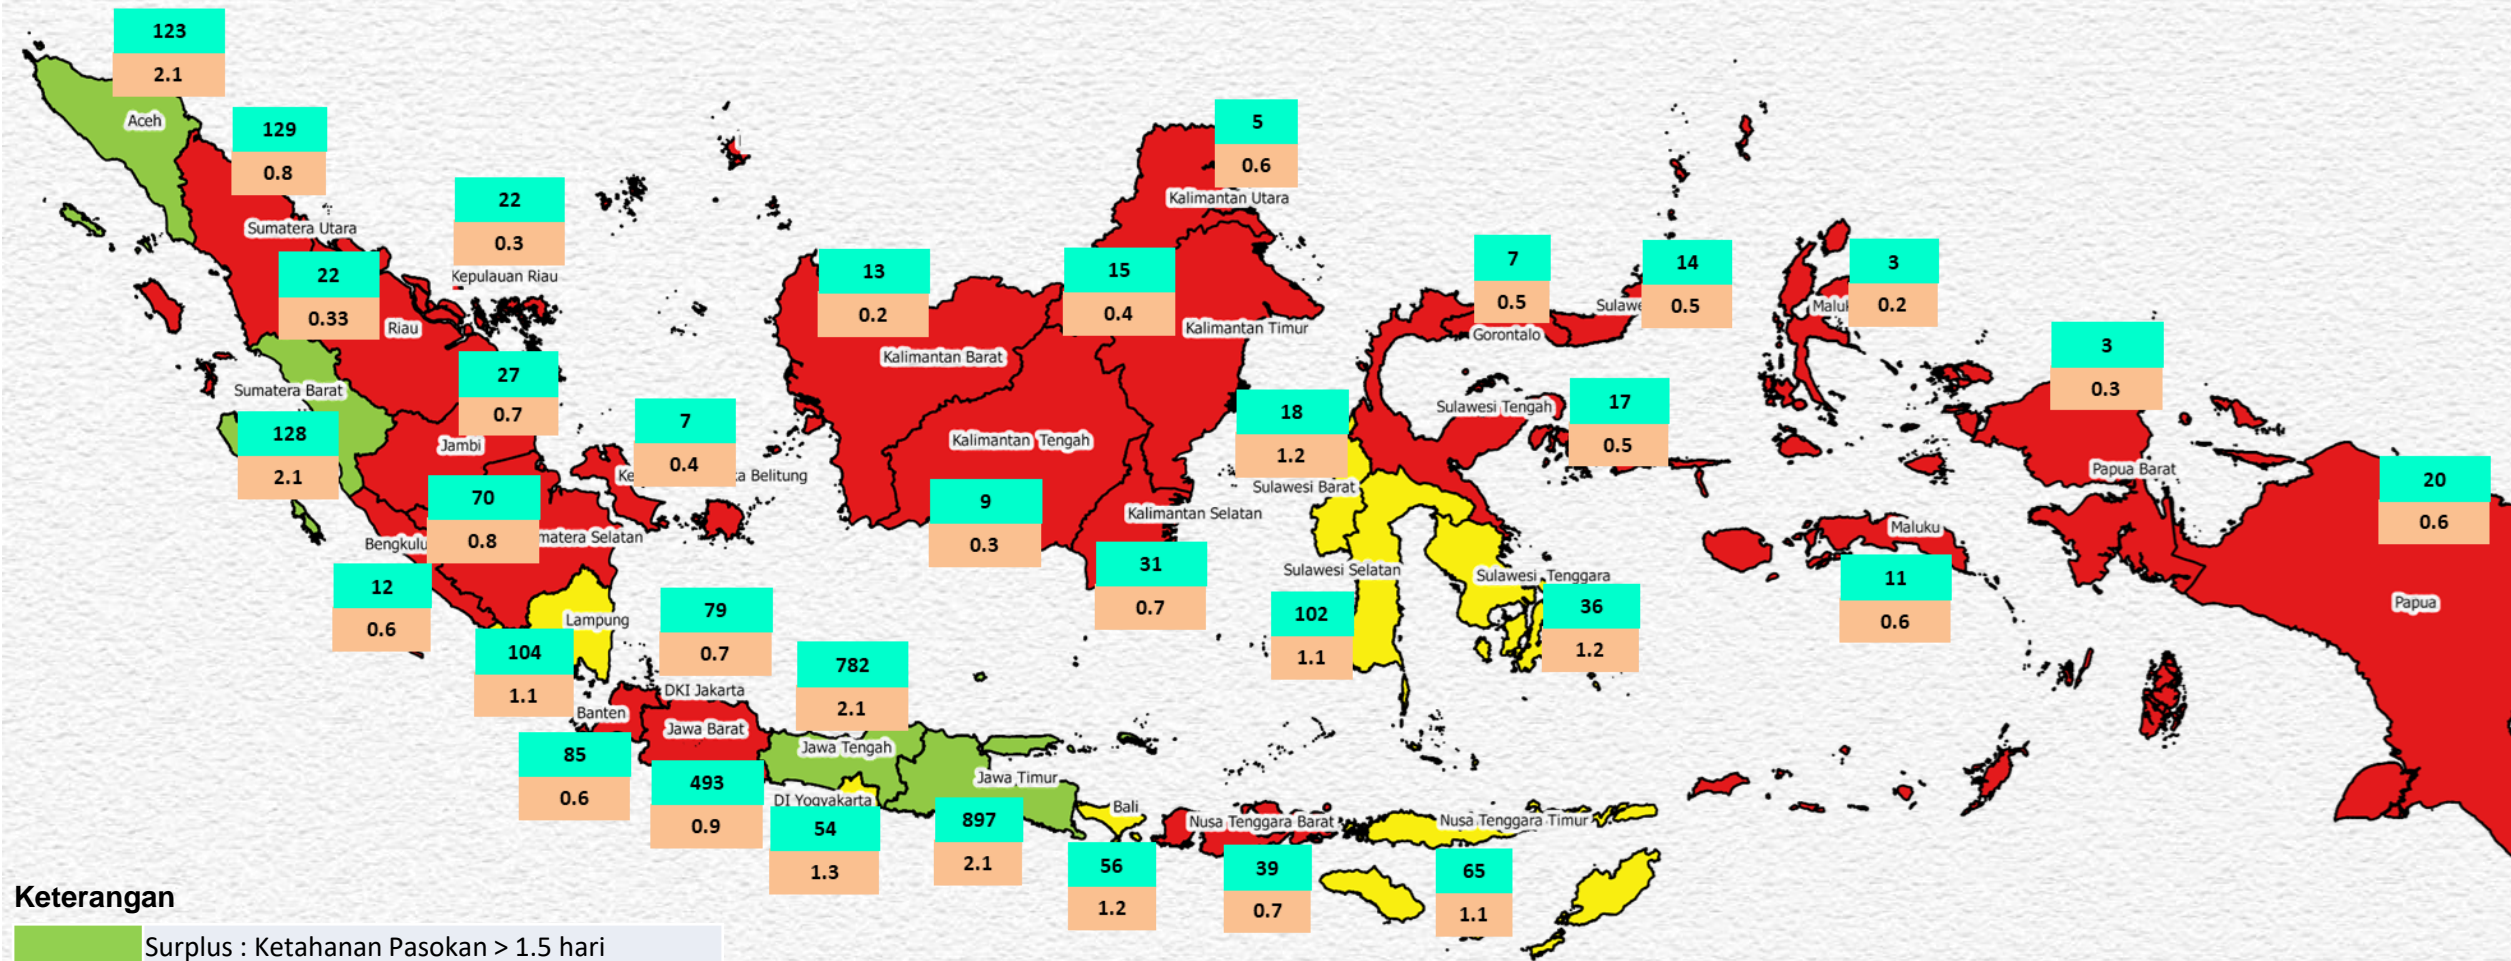 123
2.1
Aceh
129
0.8
Sumatera Utara
22
0.3
Kepulauan Riau
22
0.33
Riau
5
0.6
Kalimantan Utara
13
0.2
Kalimantan Barat
15
0.4
Kalimantan Timur
7
0.5
Gorontalo
14
0.5
Sulawe
3
0.2
Maluk
3
0.3
Papua Barat
Sumatera Barat
128
2.1
27
0.7
Jambi
7
0.4
Ke
a Belitung
Kalimantan Tengah
9
0.3
18
1.2
Sulawesi Barat
Sulawesi Tengah
17
0.5
20
0.6
Papua
70
0.8
matera Selatan
Bengkulu
12
0.6
Kalimantan Selatan
31
0.7
Maluku
11
0.6
Sulawesi Selatan
102
1.1
Sulawesi Tenggara
36
1.2
Lampung
104
1.1
79
0.7
DKI Jakarta
782
2.1
Banten
85
0.6
Jawa Barat
493
0.9
Jawa Tengah
DI Yogyakarta
54
1.3
Jawa Timur
897
2.1
Bali
56
1.2
Nusa Tenggara Barat
39
0.7
Nusa Tenggara Timur
65
1.1
Keterangan
Surplus : Ketahanan Pasokan > 1.5 hari